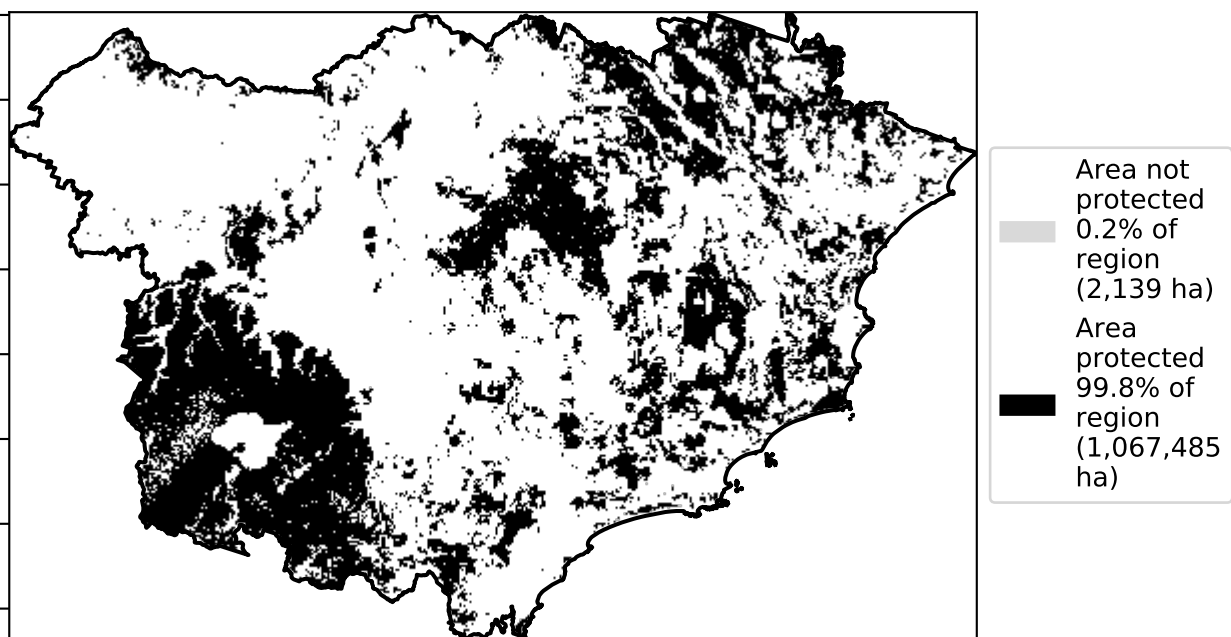 Area not
protected
0.2% of
region
(2,139 ha)
Area
protected
99.8% of
region
(1,067,485
ha)